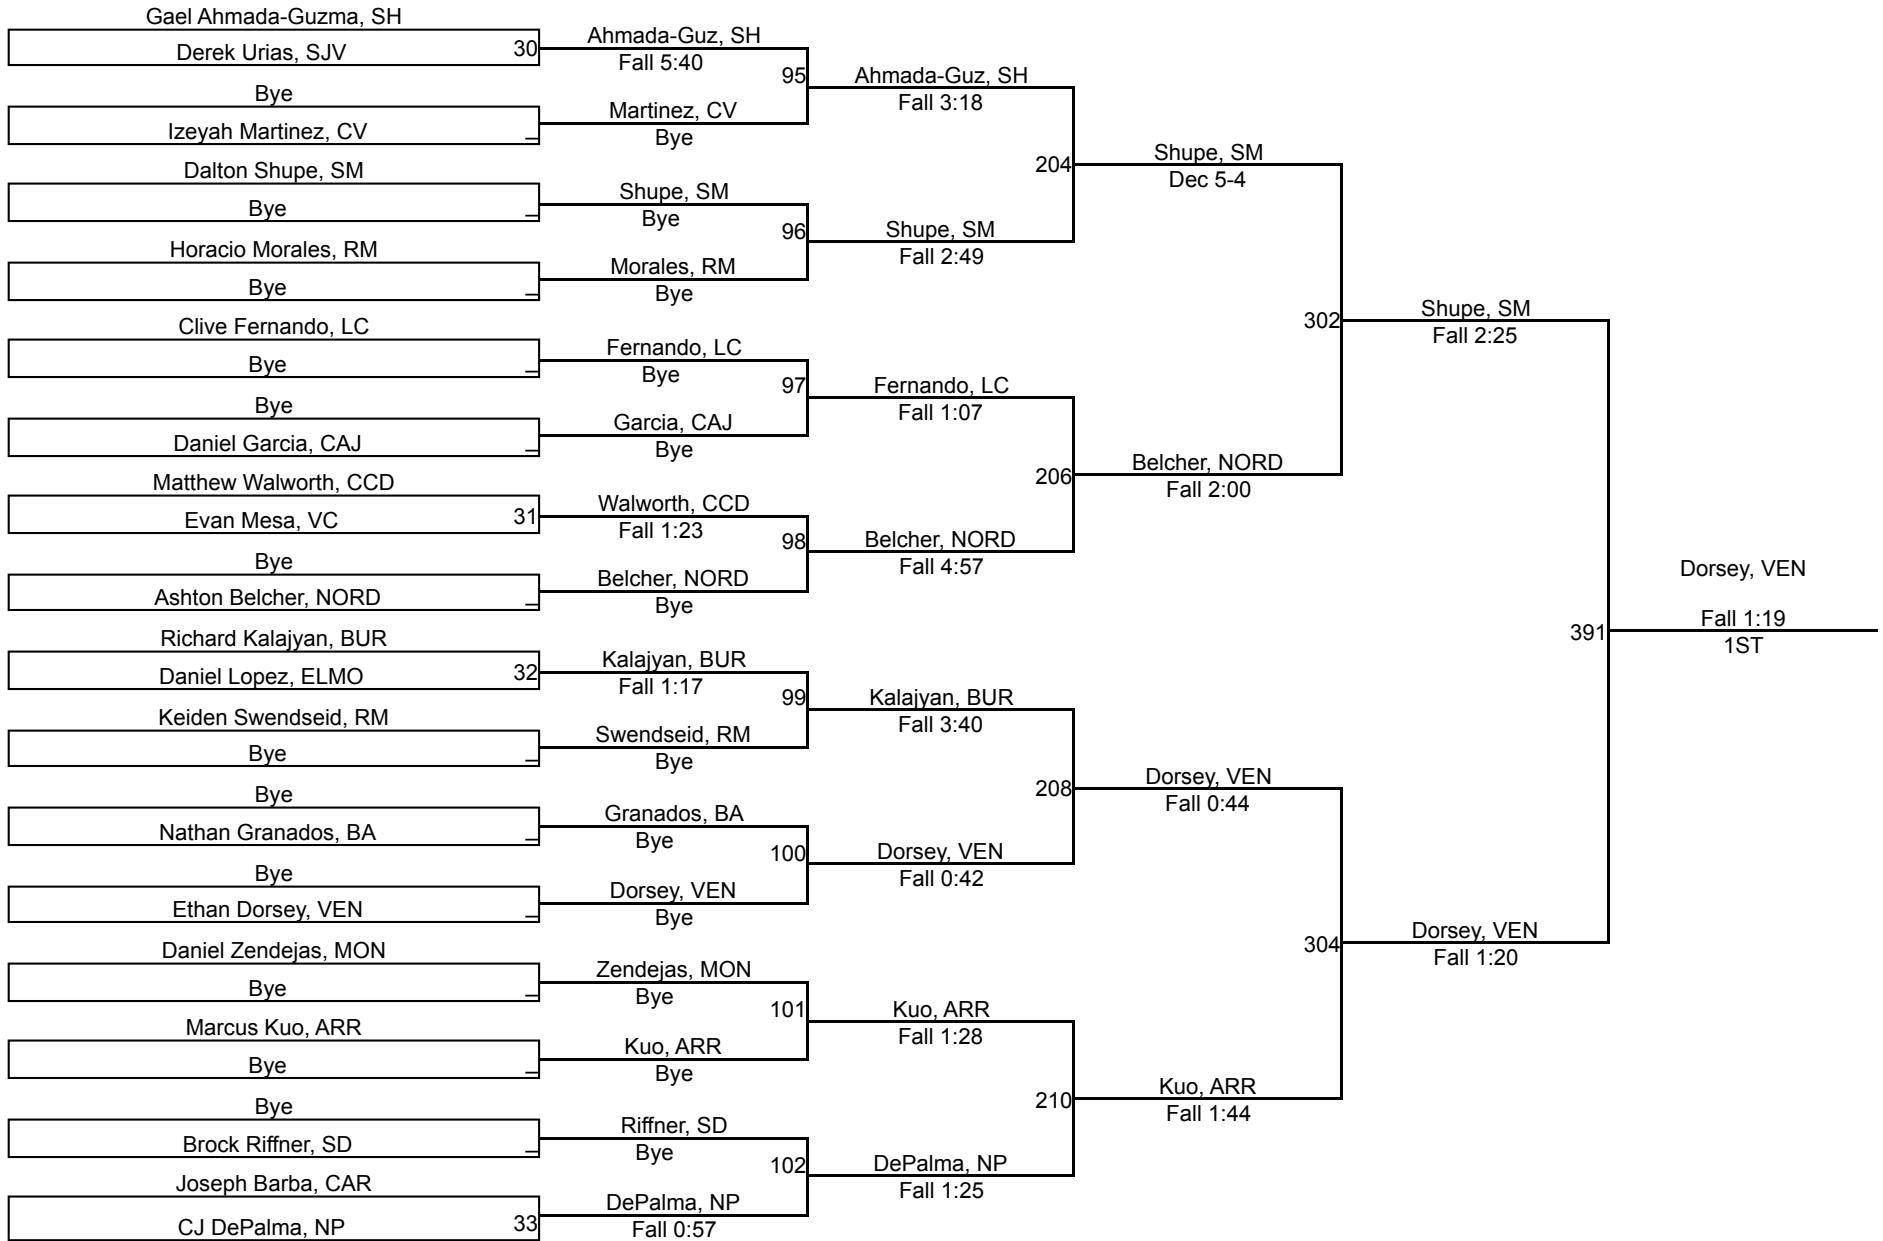 Gael Ahmada-Guzma, SH
Derek Urias, SJV 30
Bye
Izeyah Martinez, CV _
Dalton Shupe, SM
Bye _
Horacio Morales, RM
Bye _
Clive Fernando, LC
Bye _
Bye
Daniel Garcia, CAJ _
Matthew Walworth, CCD
Evan Mesa, VC 31
Bye
Ashton Belcher, NORD _
Richard Kalajyan, BUR
Daniel Lopez, ELMO 32
Keiden Swendseid, RM
Bye _
Bye
Nathan Granados, BA _
Bye
Ethan Dorsey, VEN _
Daniel Zendejas, MON
Bye _
Marcus Kuo, ARR
Bye _
Bye
Brock Riffner, SD _
Joseph Barba, CAR
CJ DePalma, NP 33
Ahmada-Guz, SH
Fall 5:40
95
Martinez, CV
Bye
Shupe, SM
Bye
96
Morales, RM
Bye
Fernando, LC
Bye
97
Garcia, CAJ
Bye
Walworth, CCD
Fall 1:23
98
Belcher, NORD
Bye
Kalajyan, BUR
Fall 1:17
99
Swendseid, RM
Bye
Granados, BA
Bye
100
Dorsey, VEN
Bye
Zendejas, MON
Bye
101
Kuo, ARR
Bye
Riffner, SD
Bye
102
DePalma, NP
Fall 0:57
Ahmada-Guz, SH
Fall 3:18
204
Shupe, SM
Fall 2:49
Fernando, LC
Fall 1:07
206
Belcher, NORD
Fall 4:57
Kalajyan, BUR
Fall 3:40
208
Dorsey, VEN
Fall 0:42
Kuo, ARR
Fall 1:28
210
DePalma, NP
Fall 1:25
Shupe, SM
Dec 5-4
302
Belcher, NORD
Fall 2:00
Dorsey, VEN
Fall 0:44
304
Kuo, ARR
Fall 1:44
Shupe, SM
Fall 2:25
391
Dorsey, VEN
Fall 1:20
Dorsey, VEN
Fall 1:19
1ST